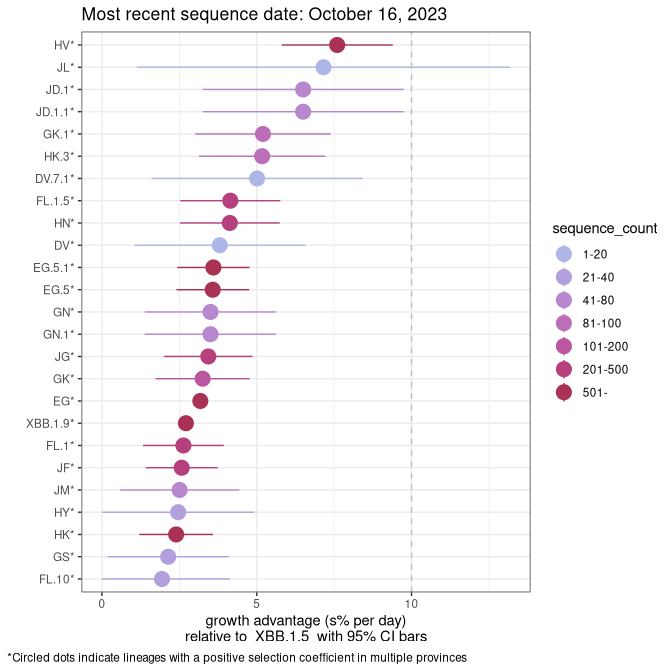 Most recent sequence date: October 16, 2023
HV*
JL*
JD.1*
JD.1.1*
GK.1*
HK.3*
DV.7.1*
FL.1.5*
HN*
DV*
EG.5.1*
EG.5*
GN*
GN.1*
JG*
GK*
EG*
XBB.1.9*
FL.1*
JF*
JM*
HY*
HK*
GS*
FL.10*
0 5 10
growth advantage (s% per day)
relative to XBB.1.5 with 95% CI bars
sequence_count
1-20
21-40
41-80
81-100
101-200
201-500
501-
*Circled dots indicate lineages with a positive selection coefficient in multiple provinces